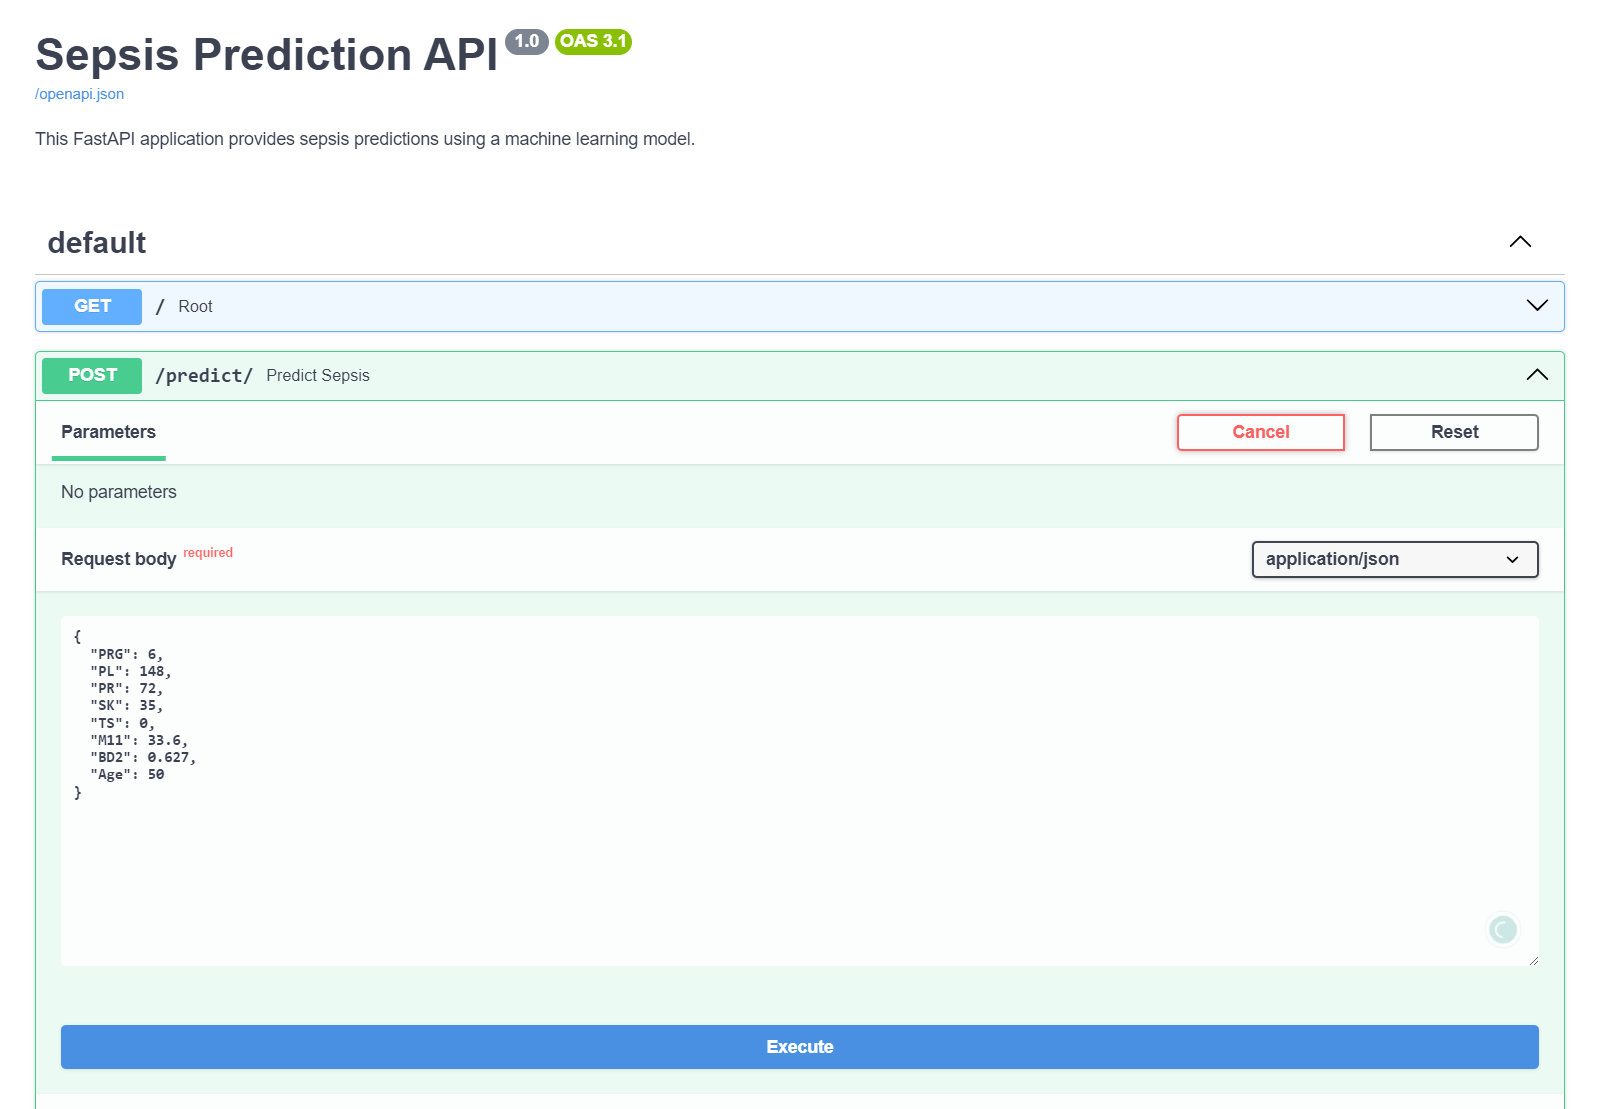 Sepsis Prediction API 1.0 OAS 3.1
/openapi.json
This FastAPI application provides sepsis predictions using a machine learning model.
default
GET / Root
POST /predict/ Predict Sepsis
Parameters Cancel Reset
No parameters
Request body required application/json
{
"PRG": 6,
"PL": 148,
"PR": 72,
"SK": 35,
"TS": 0,
"M11": 33.6,
"BD2": 0.627,
"Age": 50
}
Execute